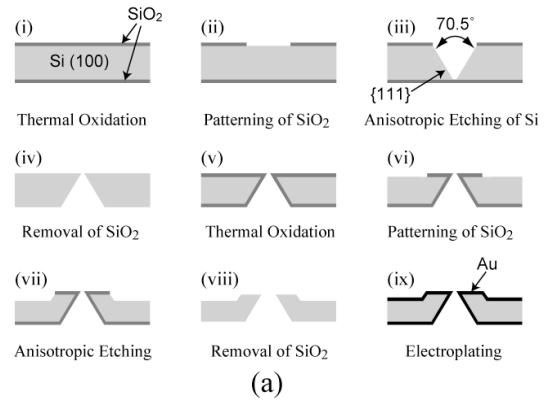 (i)
SiO₂
Si (100)
Thermal Oxidation
(ii)
Patterning of SiO₂
(iii)
70.5°
{111}
Anisotropic Etching of Si
(iv)
Removal of SiO₂
(v)
Thermal Oxidation
(vi)
Patterning of SiO₂
(vii)
Anisotropic Etching
(viii)
Removal of SiO₂
(ix)
Au
Electroplating
(a)